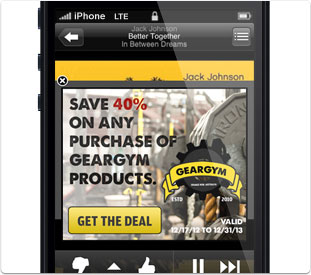 iPhone LTE
Jack Johnson
Better Together
In Between Dreams
Jack Johnson
SAVE 40%
ON ANY
PURCHASE OF
GEARGYM
PRODUCTS.
GEARGYM
ESTD 2010
GET THE DEAL
VALID
12/17/12 TO 12/31/13